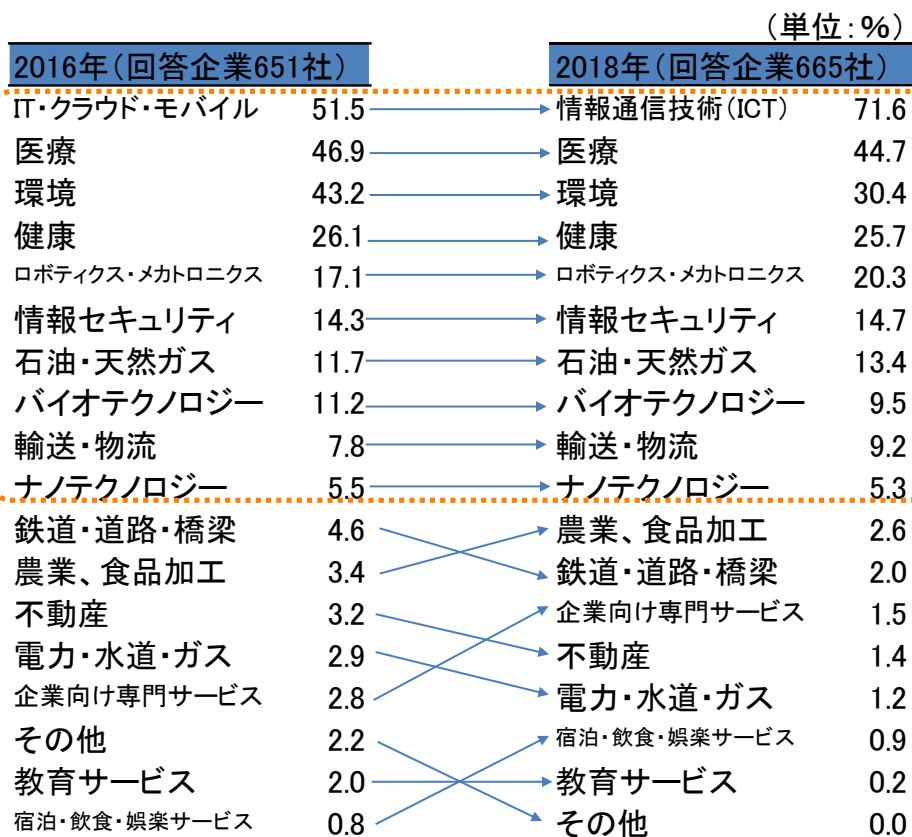 (単位：%)
2016年(回答企業651社) 2018年(回答企業665社)
IT・クラウド・モバイル 51.5 情報通信技術(ICT) 71.6
医療 46.9 医療 44.7
環境 43.2 環境 30.4
健康 26.1 健康 25.7
ロボティクス・メカトロニクス 17.1 ロボティクス・メカトロニクス 20.3
情報セキュリティ 14.3 情報セキュリティ 14.7
石油・天然ガス 11.7 石油・天然ガス 13.4
バイオテクノロジー 11.2 バイオテクノロジー 9.5
輸送・物流 7.8 輸送・物流 9.2
ナノテクノロジー 5.5 ナノテクノロジー 5.3
鉄道・道路・橋梁 4.6 農業、食品加工 2.6
農業、食品加工 3.4 鉄道・道路・橋梁 2.0
不動産 3.2 企業向け専門サービス 1.5
電力・水道・ガス 2.9 不動産 1.4
企業向け専門サービス 2.8 電力・水道・ガス 1.2
その他 2.2 宿泊・飲食・娯楽サービス 0.9
教育サービス 2.0 教育サービス 0.2
宿泊・飲食・娯楽サービス 0.8 その他 0.0